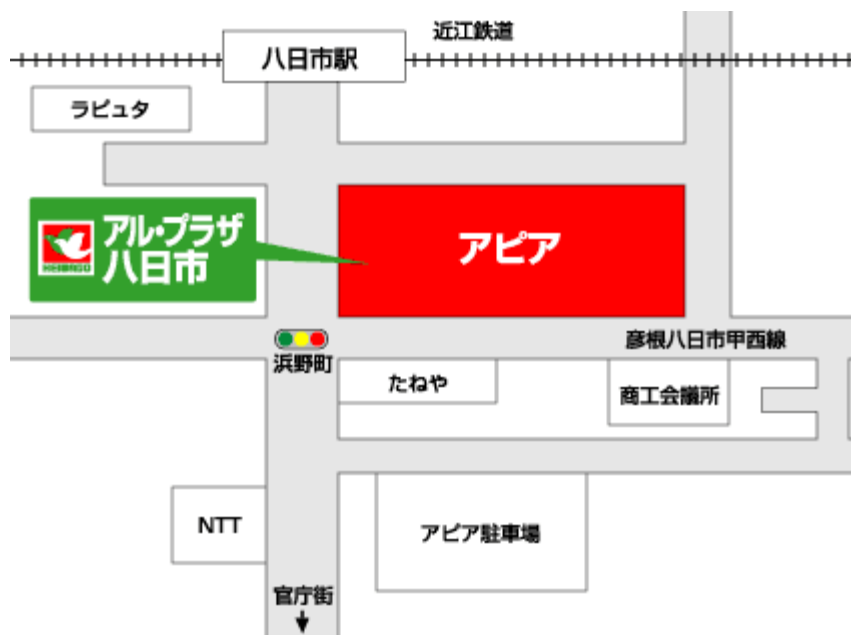 近江鉄道
八日市駅
ラピュタ
アル・プラザ
八日市
HEIWADO
アピア
彦根八日市甲西線
浜野町
たねや
商工会議所
NTT
アピア駐車場
官庁街